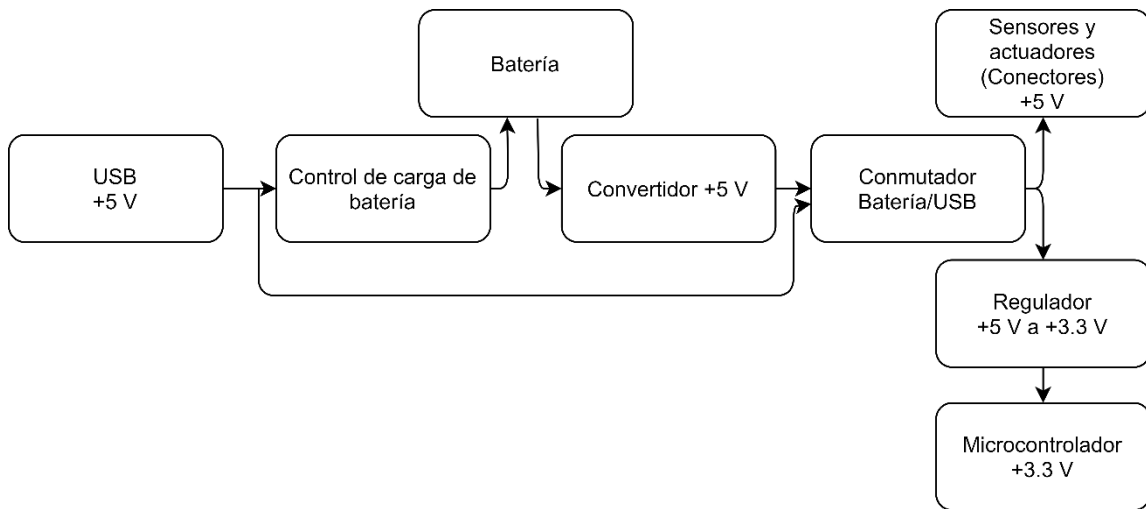 USB
+5 V
Control de carga de
batería
Batería
Convertidor +5 V
Conmutador
Batería/USB
Sensores y
actuadores
(Conectores)
+5 V
Regulador
+5 V a +3.3 V
Microcontrolador
+3.3 V